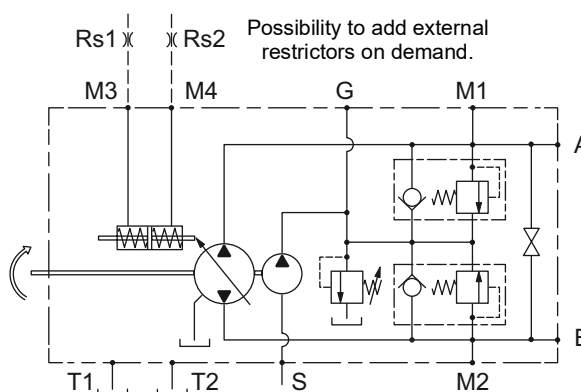 Rs1 Rs2 Possibility to add external
restrictors on demand.
M3 M4 G M1
A
B
T1 T2 S M2